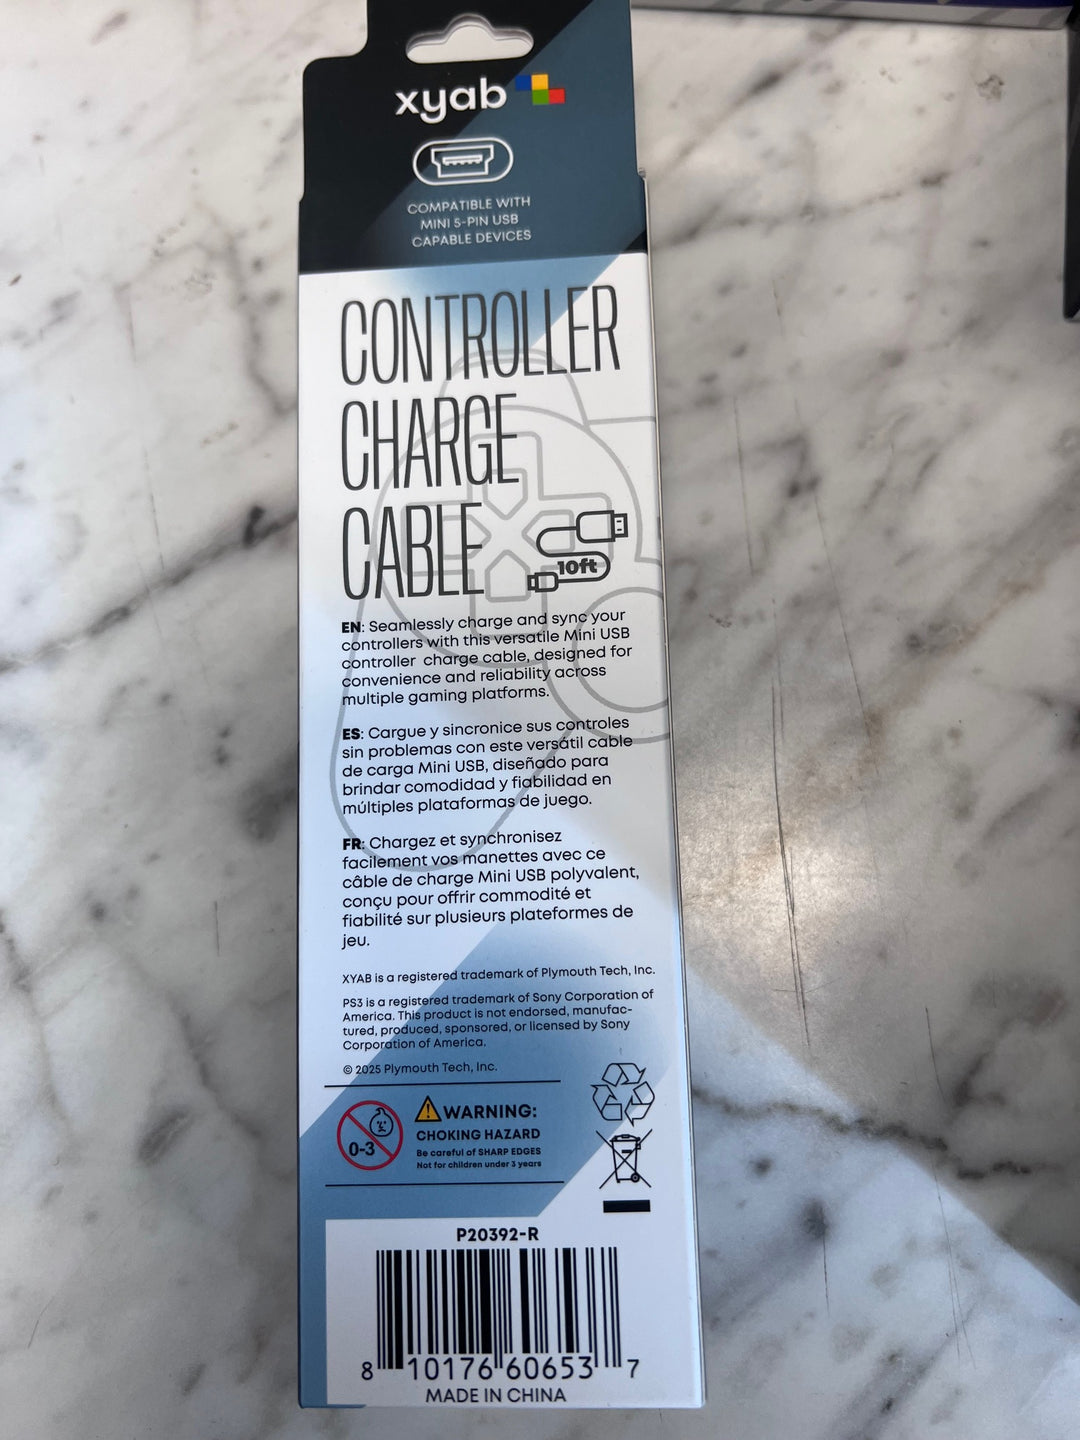 xyab
COMPATIBLE WITH
MINI 5-PIN USB
CAPABLE DEVICES
CONTROLLER
CHARGE
CABLE
10ft
EN: Seamlessly charge and sync your
controllers with this versatile Mini USB
controller charge cable, designed for
convenience and reliability across
multiple gaming platforms.
ES: Cargue y sincronice sus controles
sin problemas con este versátil cable
de carga Mini USB, diseñado para
brindar comodidad y fiabilidad en
múltiples plataformas de juego.
FR: Chargez et synchronisez
facilement vos manettes avec ce
câble de charge Mini USB polyvalent,
conçu pour offrir commodité et
fiabilité sur plusieurs plateformes de
jeu.
XYAB is a registered trademark of Plymouth Tech, Inc.
PS3 is a registered trademark of Sony Corporation of
America. This product is not endorsed, manufac-
tured, produced, sponsored, or licensed by Sony
Corporation of America.
© 2025 Plymouth Tech, Inc.
0-3
WARNING:
CHOKING HAZARD
Be careful of SHARP EDGES
Not for children under 3 years
P20392-R
8 10176 60653 7
MADE IN CHINA